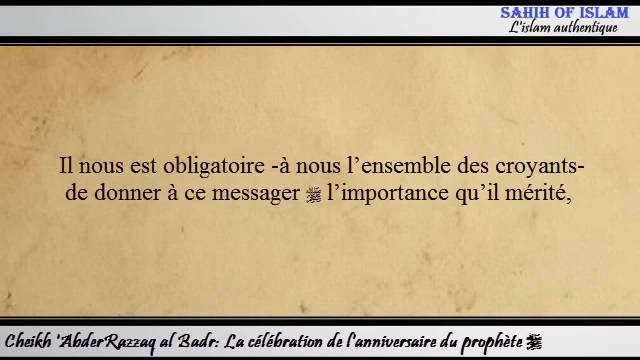 SAHIH OF ISLAM
L'islam authentique
Il nous est obligatoire -à nous l’ensemble des croyants-
de donner à ce messager ﷺ l’importance qu’il mérité,
Cheikh 'AbderRazzaq al Badr: La célébration de l'anniversaire du prophète ﷺ